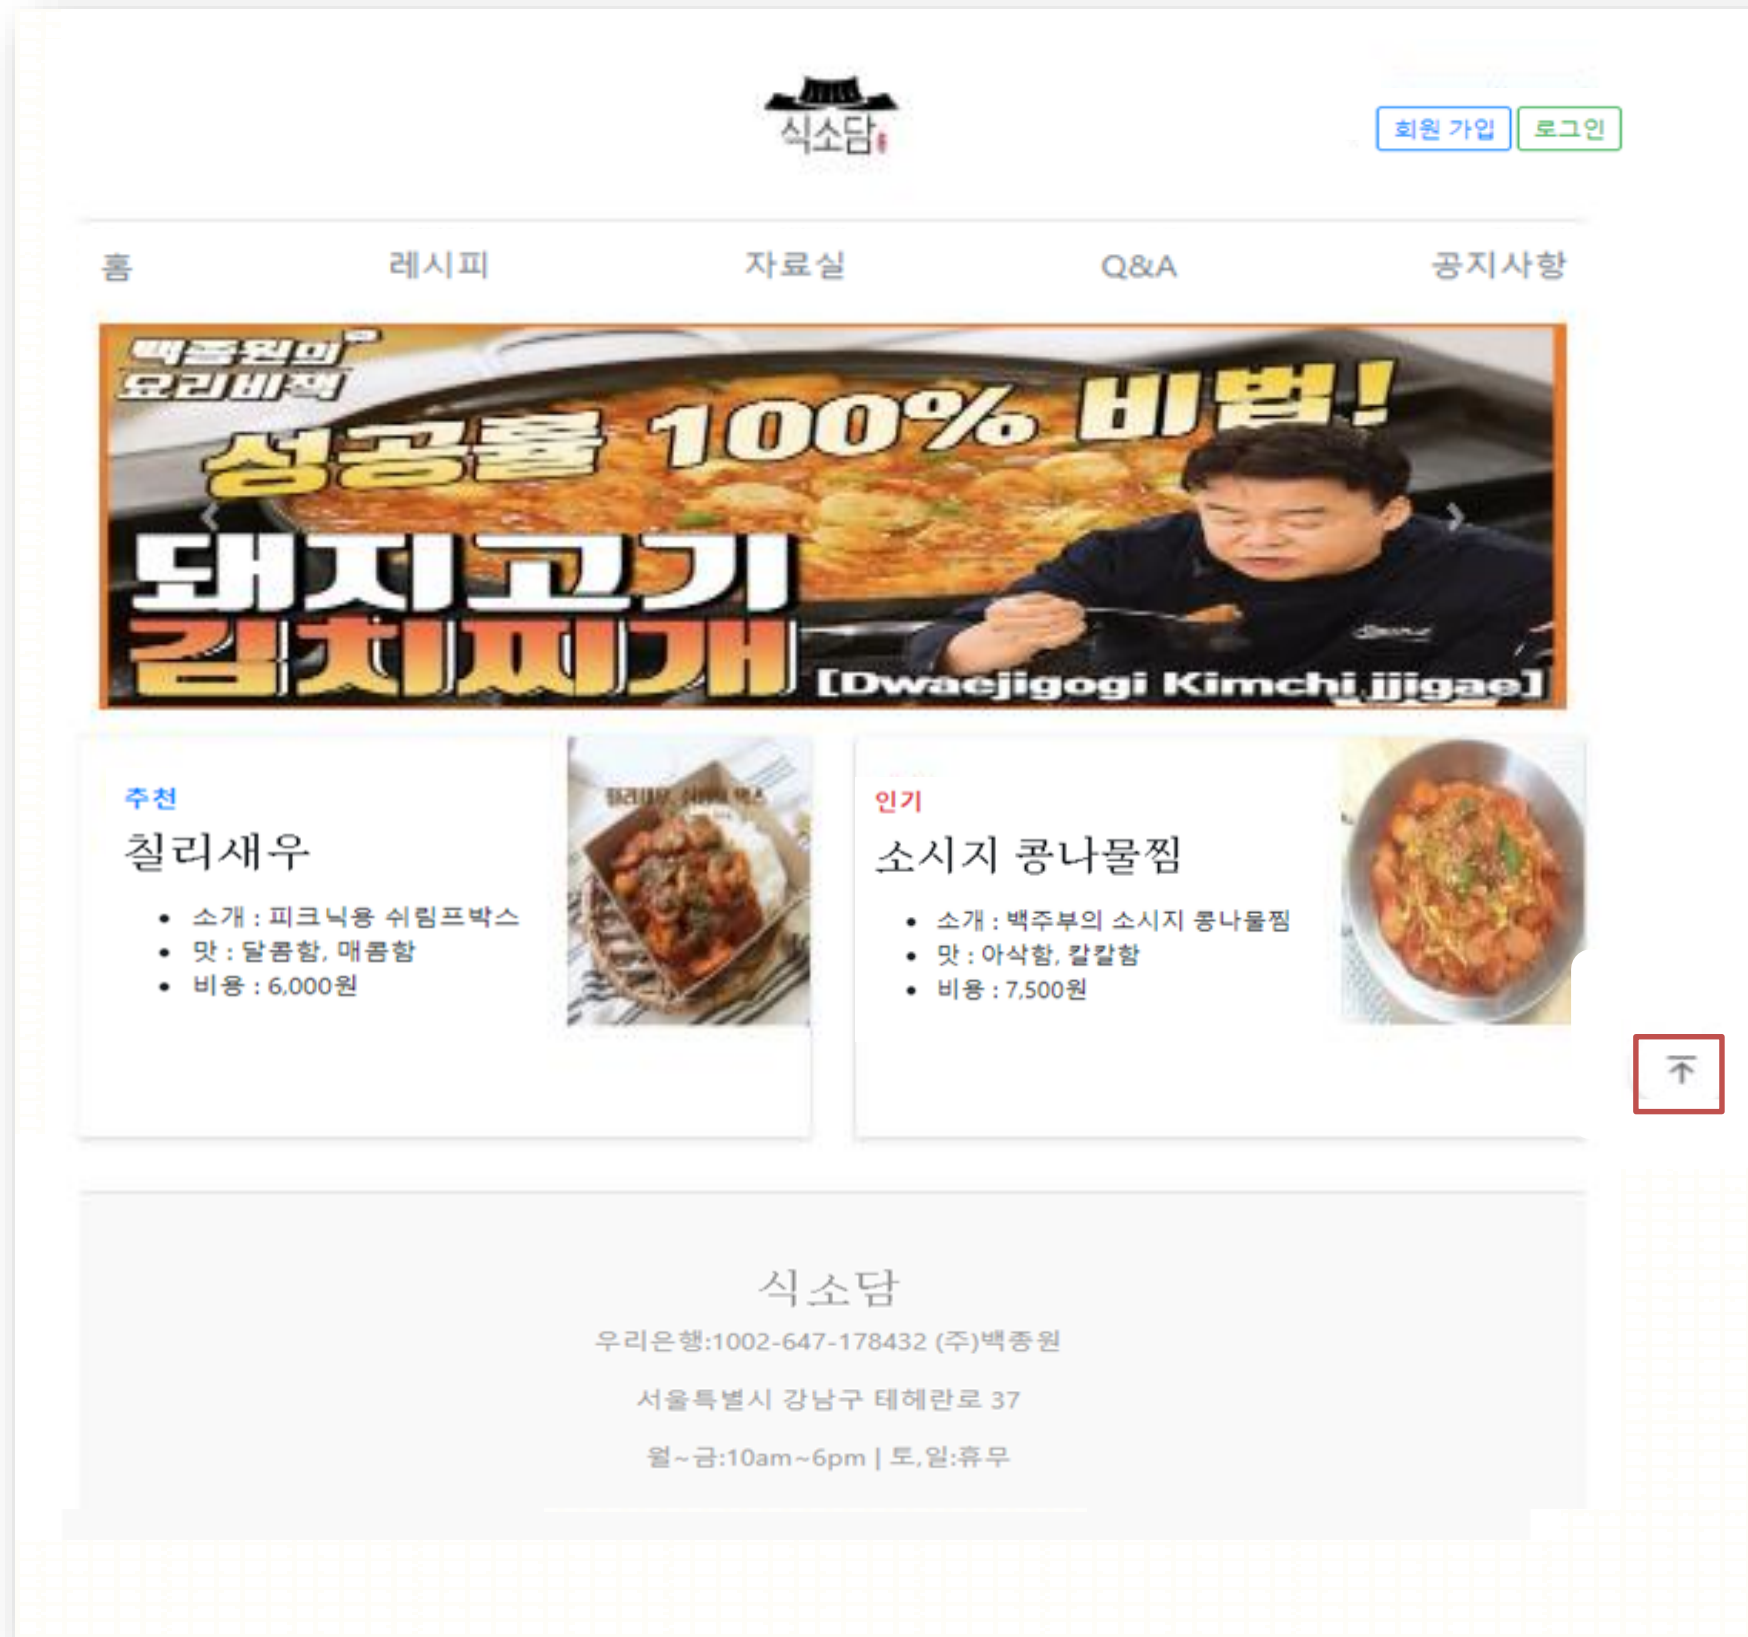 식소담
회원 가입 로그인
홈 레시피 자료실 Q&A 공지사항
백종원의
요리비책
성공률 100% 비법!
돼지고기
김치찌개
[Dwaejigogi Kimchi jjigae]
추천
칠리새우
소개 : 피크닉용 쉬림프박스
맛 : 달콤함, 매콤함
비용 : 6,000원
인기
소시지 콩나물찜
소개 : 백주부의 소시지 콩나물찜
맛 : 아삭함, 칼칼함
비용 : 7,500원
식소담
우리은행:1002-647-178432 (주)백종원
서울특별시 강남구 테헤란로 37
월~금:10am~6pm | 토,일:휴무